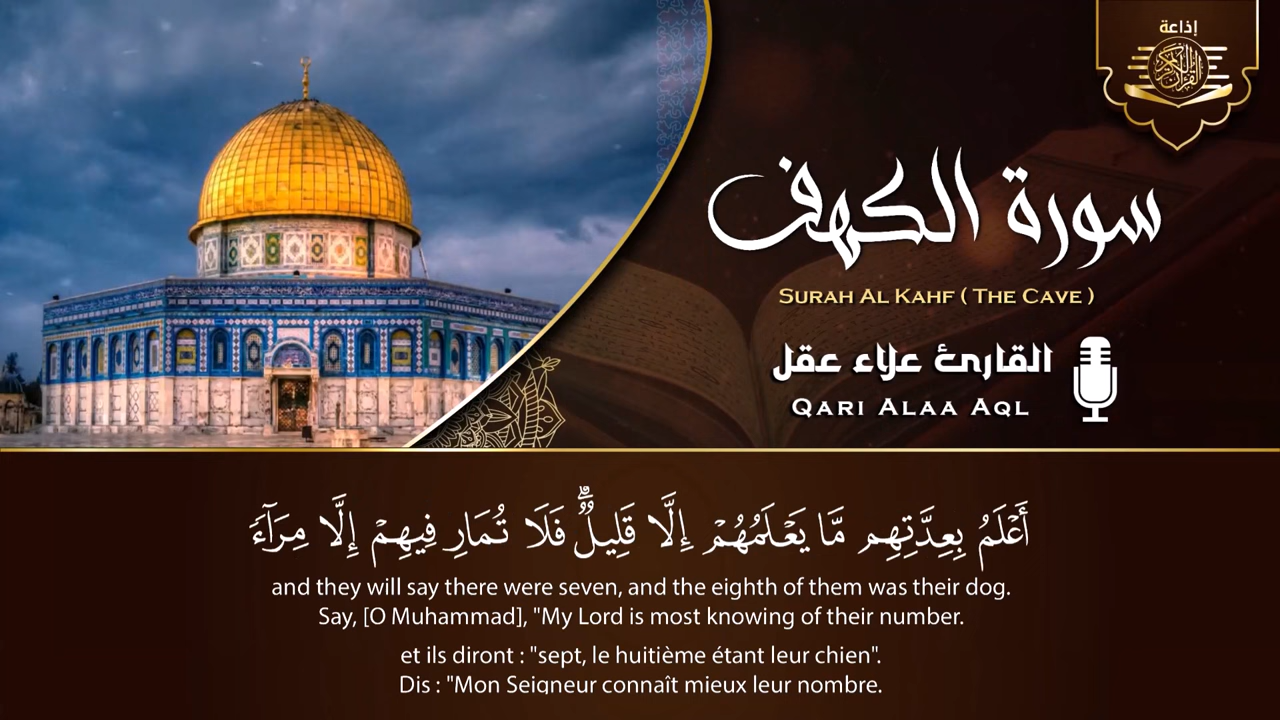 إذاعة
القرآن الكريم
سورة الكهف
SURAH AL KAHF ( THE CAVE )
القارئ علاء عقل
QARI ALAA AQL
أَعْلَمُ بِعِدَّتِهِم مَّا يَعْلَمُهُمْ إِلَّا قَلِيلٌ ۗ فَلَا تُمَارِ فِيهِمْ إِلَّا مِرَآءً
and they will say there were seven, and the eighth of them was their dog.
Say, [O Muhammad], "My Lord is most knowing of their number.
et ils diront : "sept, le huitième étant leur chien".
Dis : "Mon Seigneur connaît mieux leur nombre.